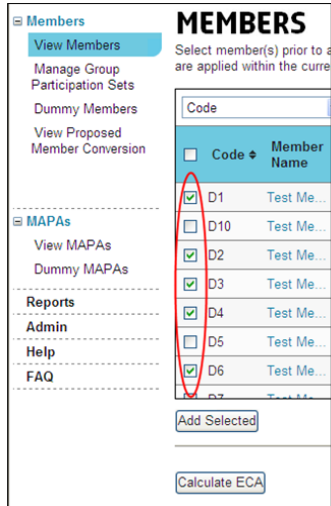 Members
View Members
Manage Group
Participation Sets
Dummy Members
View Proposed
Member Conversion
MAPAs
View MAPAs
Dummy MAPAs
Reports
Admin
Help
FAQ
MEMBERS
Select member(s) prior to a
are applied within the curre
Code
Code Member
Name
D1 Test Me...
D10 Test Me...
D2 Test Me...
D3 Test Me...
D4 Test Me...
D5 Test Me...
D6 Test Me...
D7 Test Me...
Add Selected
Calculate ECA